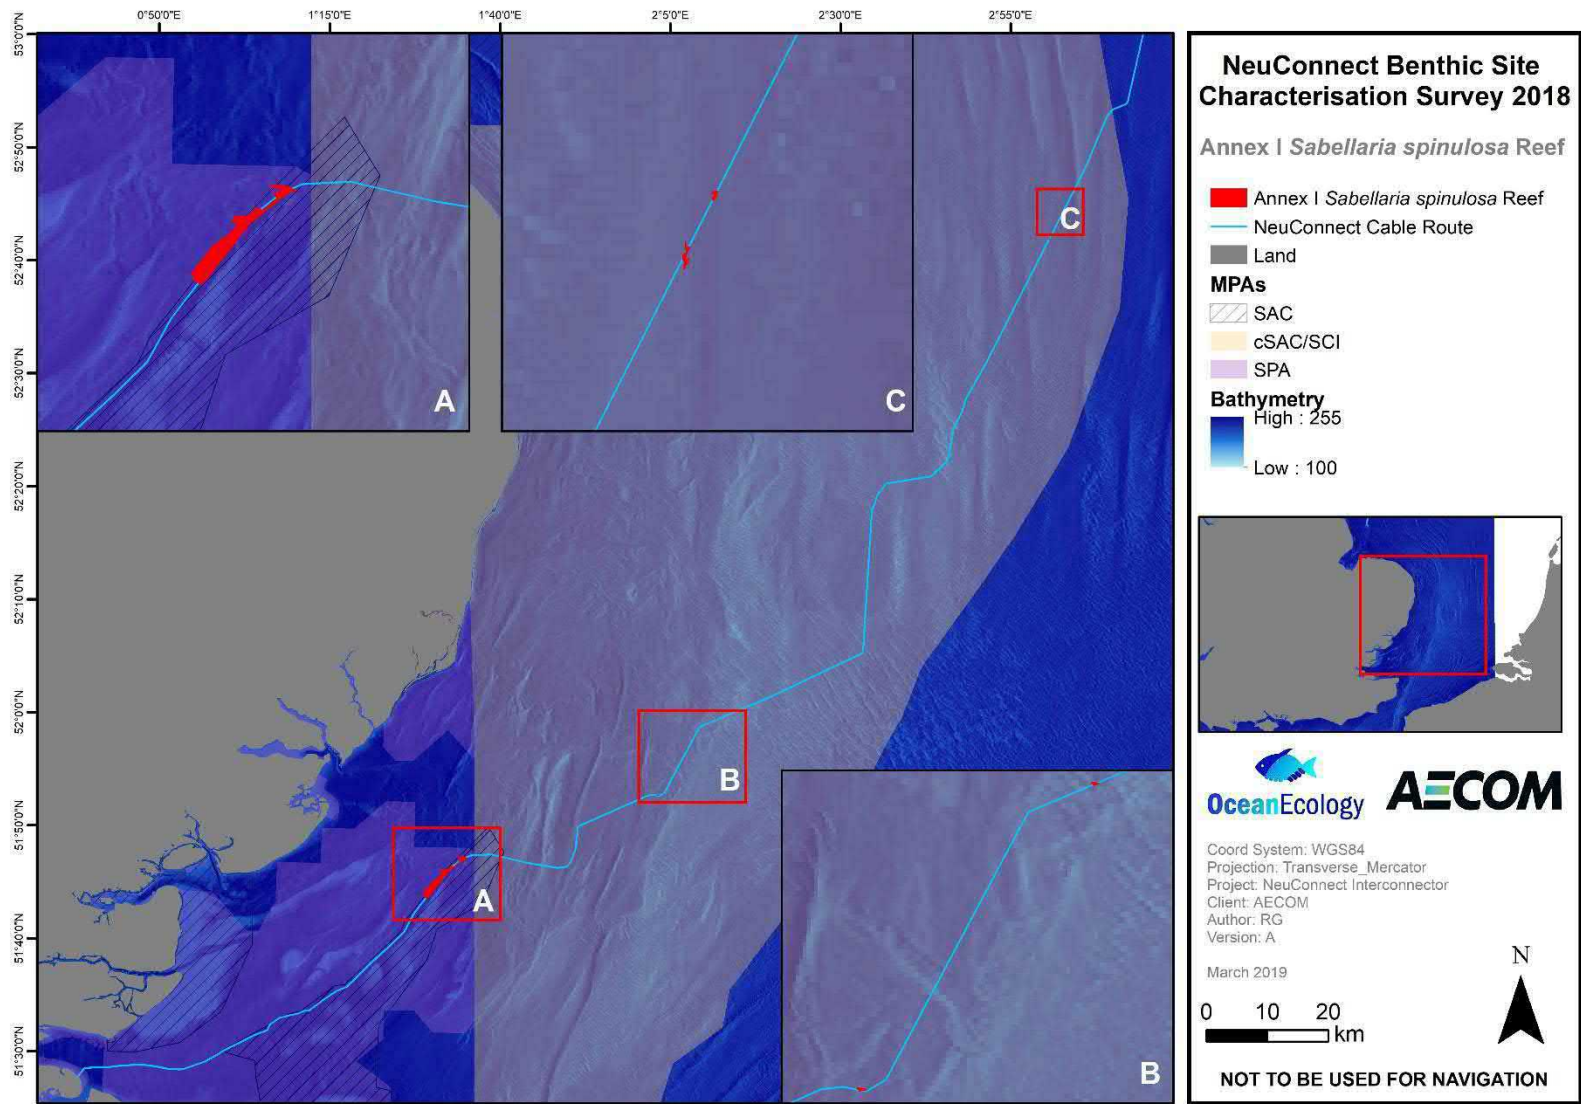 0°50'0"E
1°15'0"E
1°40'0"E
2°5'0"E
2°30'0"E
2°55'0"E
53°0'0"N
52°50'0"N
52°40'0"N
52°30'0"N
52°20'0"N
52°10'0"N
52°0'0"N
51°50'0"N
51°40'0"N
51°30'0"N
A
C
C
B
A
B
NeuConnect Benthic Site
Characterisation Survey 2018
Annex I Sabellaria spinulosa Reef
Annex I Sabellaria spinulosa Reef
NeuConnect Cable Route
Land
MPAs
SAC
cSAC/SCI
SPA
Bathymetry
High : 255
Low : 100
OceanEcology
AECOM
Coord System: WGS84
Projection: Transverse_Mercator
Project: NeuConnect Interconnector
Client: AECOM
Author: RG
Version: A
March 2019
N
0 10 20
km
NOT TO BE USED FOR NAVIGATION